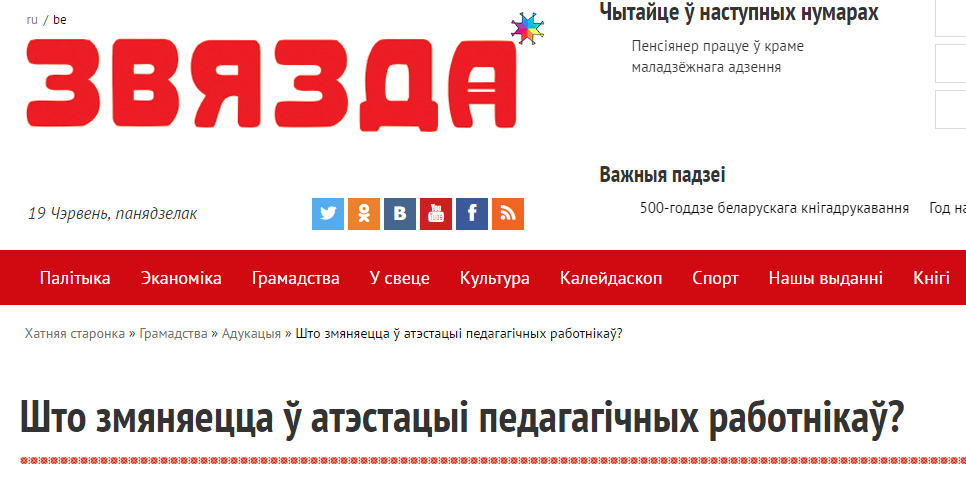 ru / be
ЗВЯЗДА
Чытайце ў наступных нумарах
Пенсіянер працуе ў краме
маладзёжнага адзення
Важныя падзеі
500-годдзе беларускага кнігадрукавання Год
19 Чэрвень, панядзелак
You
Tube
Палітыка Эканоміка Грамадства У свеце Культура Калейдаскоп Спорт Нашы выданні Кнігі
Хатняя старонка » Грамадства » Адукацыя » Што змяняецца ў атэстацыі педагагічных работнікаў?
Што змяняецца ў атэстацыі педагагічных работнікаў?